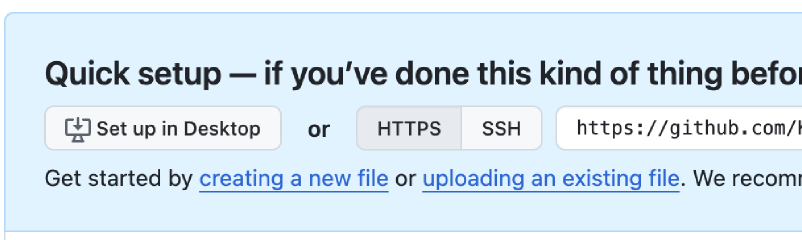 Quick setup — if you’ve done this kind of thing
Set up in Desktop or HTTPS SSH https://github.com/
Get started by creating a new file or uploading an existing file. We